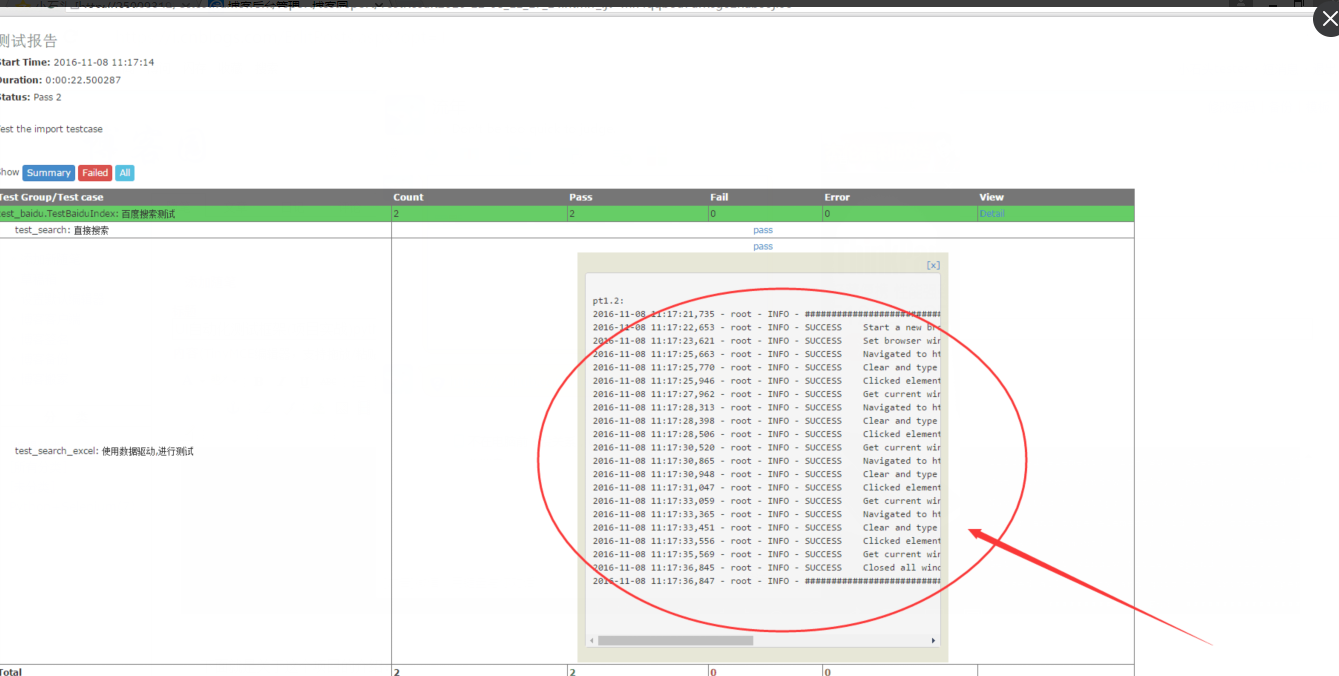 测试报告
Start Time: 2016-11-08 11:17:14
Duration: 0:00:22.500287
Status: Pass 2
Test the import testcase
Show Summary Failed All
Test Group/Test case Count Pass Fail Error View
test_baidu.TestBaiduIndex: 百度搜索测试 2 2 0 0 Detail
test_search: 直接搜索 pass
pass
[x]
pt1.2:
2016-11-08 11:17:21,735 - root - INFO - ##########################
2016-11-08 11:17:22,653 - root - INFO - SUCCESS Start a new bro
2016-11-08 11:17:23,621 - root - INFO - SUCCESS Set browser win
2016-11-08 11:17:25,663 - root - INFO - SUCCESS Navigated to ht
2016-11-08 11:17:25,770 - root - INFO - SUCCESS Clear and type
2016-11-08 11:17:25,946 - root - INFO - SUCCESS Clicked element
2016-11-08 11:17:27,962 - root - INFO - SUCCESS Get current win
2016-11-08 11:17:28,313 - root - INFO - SUCCESS Navigated to ht
2016-11-08 11:17:28,398 - root - INFO - SUCCESS Clear and type
2016-11-08 11:17:28,506 - root - INFO - SUCCESS Clicked element
2016-11-08 11:17:30,520 - root - INFO - SUCCESS Get current win
2016-11-08 11:17:30,865 - root - INFO - SUCCESS Navigated to ht
2016-11-08 11:17:30,948 - root - INFO - SUCCESS Clear and type
2016-11-08 11:17:31,047 - root - INFO - SUCCESS Clicked element
2016-11-08 11:17:33,059 - root - INFO - SUCCESS Get current win
2016-11-08 11:17:33,365 - root - INFO - SUCCESS Navigated to ht
2016-11-08 11:17:33,451 - root - INFO - SUCCESS Clear and type
2016-11-08 11:17:33,556 - root - INFO - SUCCESS Clicked element
2016-11-08 11:17:35,569 - root - INFO - SUCCESS Get current win
2016-11-08 11:17:36,845 - root - INFO - SUCCESS Closed all wind
2016-11-08 11:17:36,847 - root - INFO - ##########################
test_search_excel: 使用数据驱动,进行测试
Total 2 2 0 0